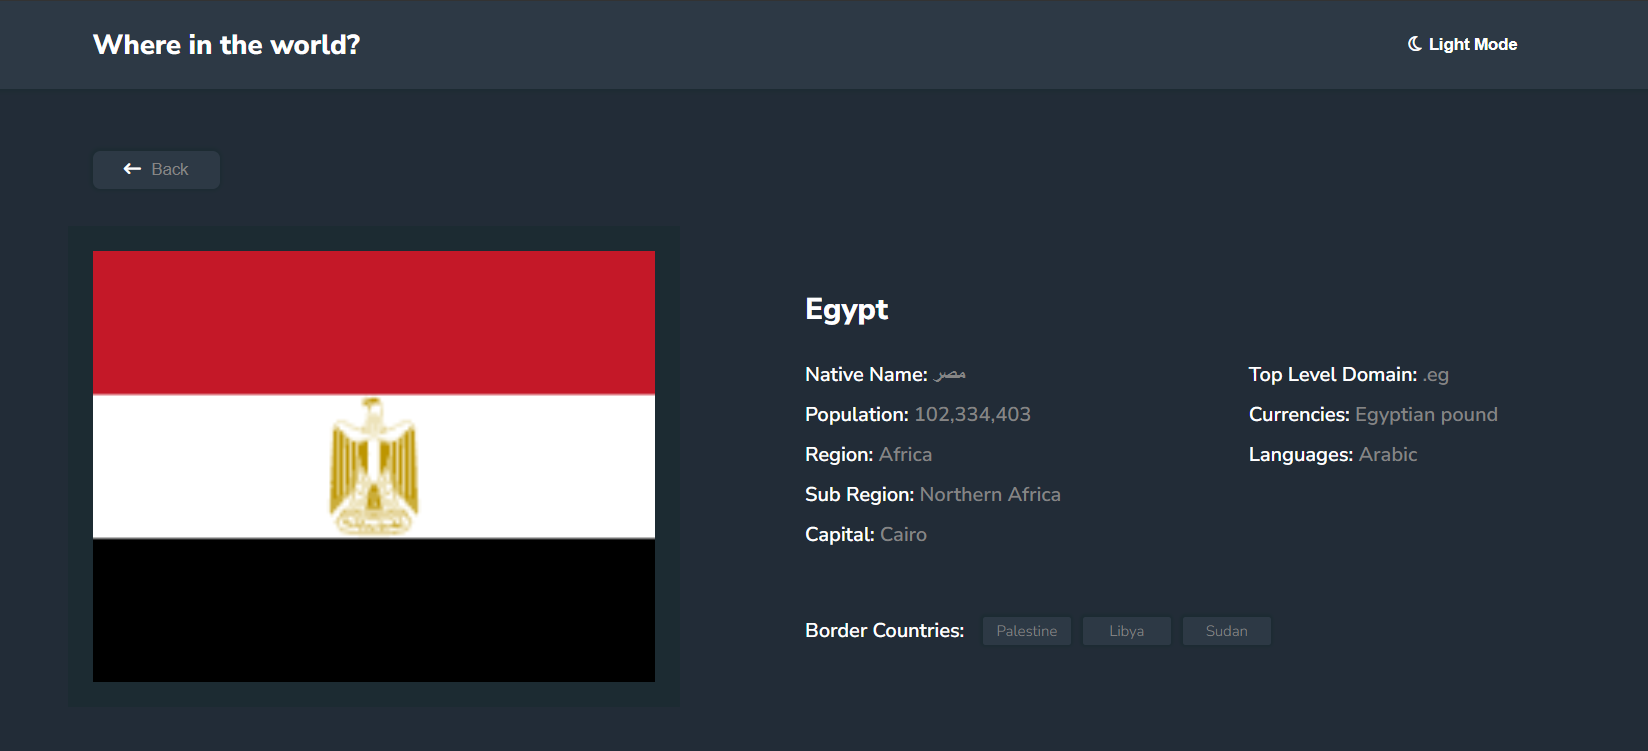 Where in the world?
Light Mode
Back
Egypt
Native Name: مصر
Population: 102,334,403
Region: Africa
Sub Region: Northern Africa
Capital: Cairo
Top Level Domain: .eg
Currencies: Egyptian pound
Languages: Arabic
Border Countries: Palestine Libya Sudan